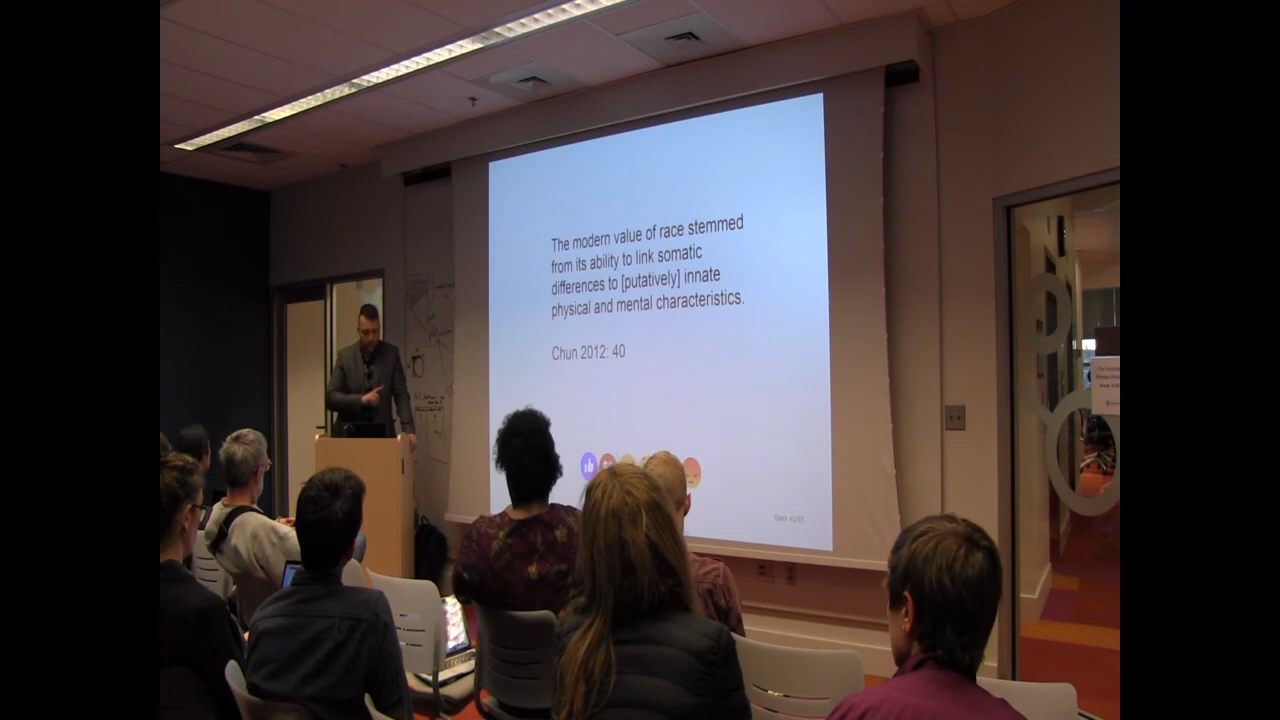 The modern value of race stemmed
from its ability to link somatic
differences to [putatively] innate
physical and mental characteristics.
Chun 2012: 40